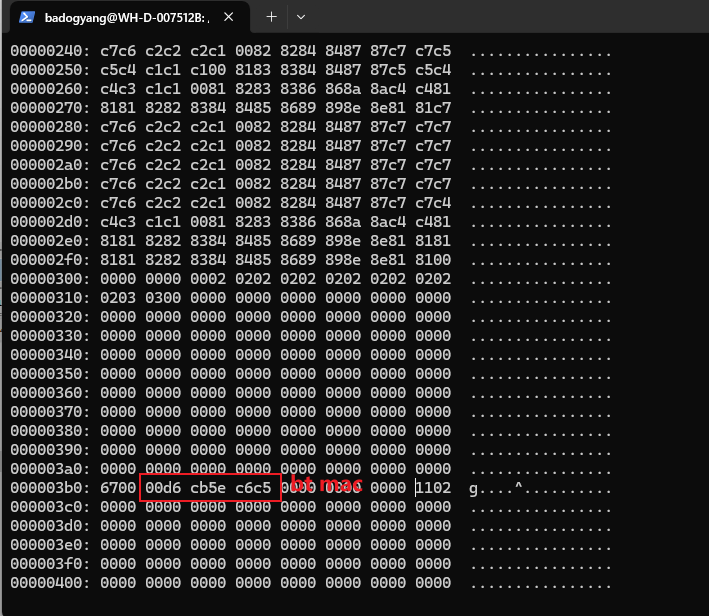 badogyang@WH-D-007512B: ,
00000240: c7c6 c2c2 c2c1 0082 8284 8487 87c7 c7c5 ................
00000250: c5c4 c1c1 c100 8183 8384 8487 87c5 c5c4 ................
00000260: c4c3 c1c1 0081 8283 8386 868a 8ac4 c481 ................
00000270: 8181 8282 8384 8485 8689 898e 8e81 81c7 ................
00000280: c7c6 c2c2 c2c1 0082 8284 8487 87c7 c7c7 ................
00000290: c7c6 c2c2 c2c1 0082 8284 8487 87c7 c7c7 ................
000002a0: c7c6 c2c2 c2c1 0082 8284 8487 87c7 c7c7 ................
000002b0: c7c6 c2c2 c2c1 0082 8284 8487 87c7 c7c7 ................
000002c0: c7c6 c2c2 c2c1 0082 8284 8487 87c7 c7c4 ................
000002d0: c4c3 c1c1 0081 8283 8386 868a 8ac4 c481 ................
000002e0: 8181 8282 8384 8485 8689 898e 8e81 8181 ................
000002f0: 8181 8282 8384 8485 8689 898e 8e81 8100 ................
00000300: 0000 0000 0002 0202 0202 0202 0202 0202 ................
00000310: 0203 0300 0000 0000 0000 0000 0000 0000 ................
00000320: 0000 0000 0000 0000 0000 0000 0000 0000 ................
00000330: 0000 0000 0000 0000 0000 0000 0000 0000 ................
00000340: 0000 0000 0000 0000 0000 0000 0000 0000 ................
00000350: 0000 0000 0000 0000 0000 0000 0000 0000 ................
00000360: 0000 0000 0000 0000 0000 0000 0000 0000 ................
00000370: 0000 0000 0000 0000 0000 0000 0000 0000 ................
00000380: 0000 0000 0000 0000 0000 0000 0000 0000 ................
00000390: 0000 0000 0000 0000 0000 0000 0000 0000 ................
000003a0: 0000 0000 0000 0000 0000 0000 0000 0000 ................
000003b0: 6700 00d6 cb5e c6c5 0000 0000 0000 1102 g....^..........
bt mac
000003c0: 0000 0000 0000 0000 0000 0000 0000 0000 ................
000003d0: 0000 0000 0000 0000 0000 0000 0000 0000 ................
000003e0: 0000 0000 0000 0000 0000 0000 0000 0000 ................
000003f0: 0000 0000 0000 0000 0000 0000 0000 0000 ................
00000400: 0000 0000 0000 0000 0000 0000 0000 0000 ................